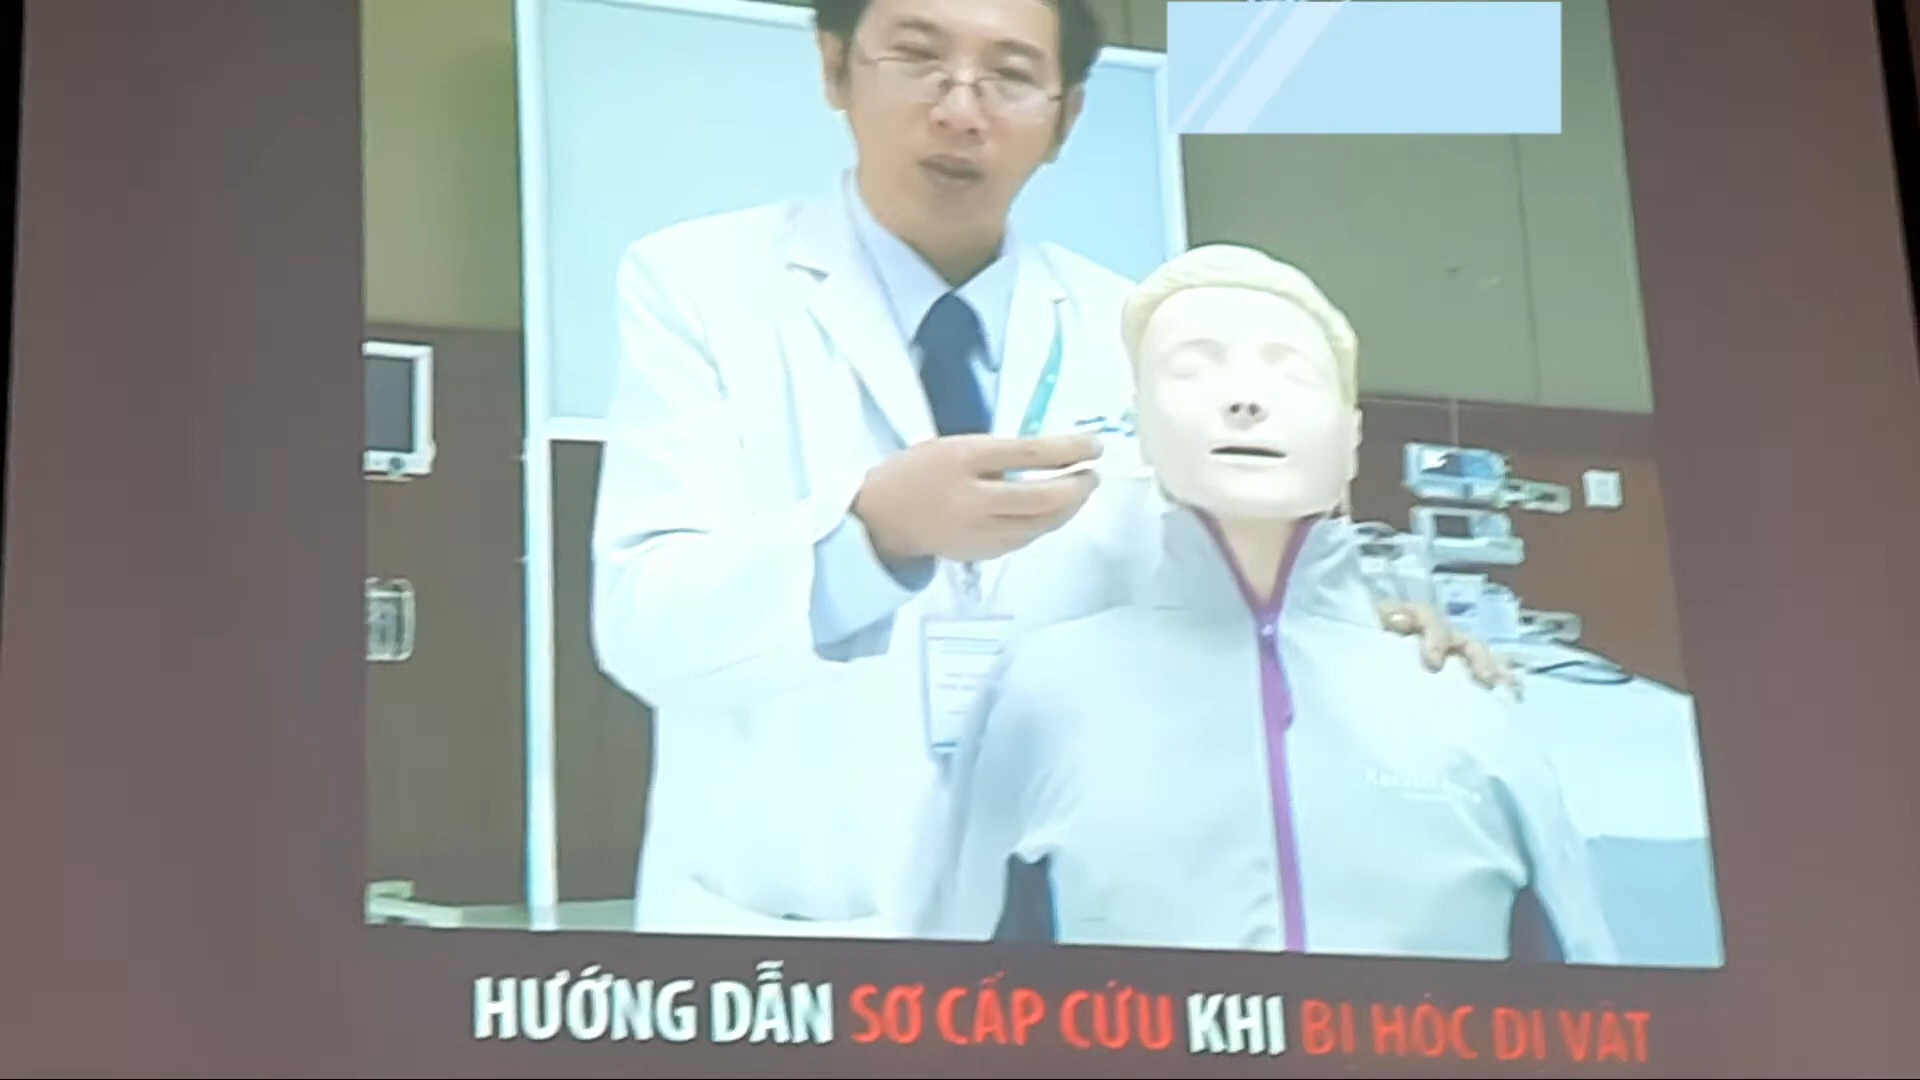 HƯỚNG DẪN SƠ CẤP CỨU KHI BỊ HÓC DỊ VẬT